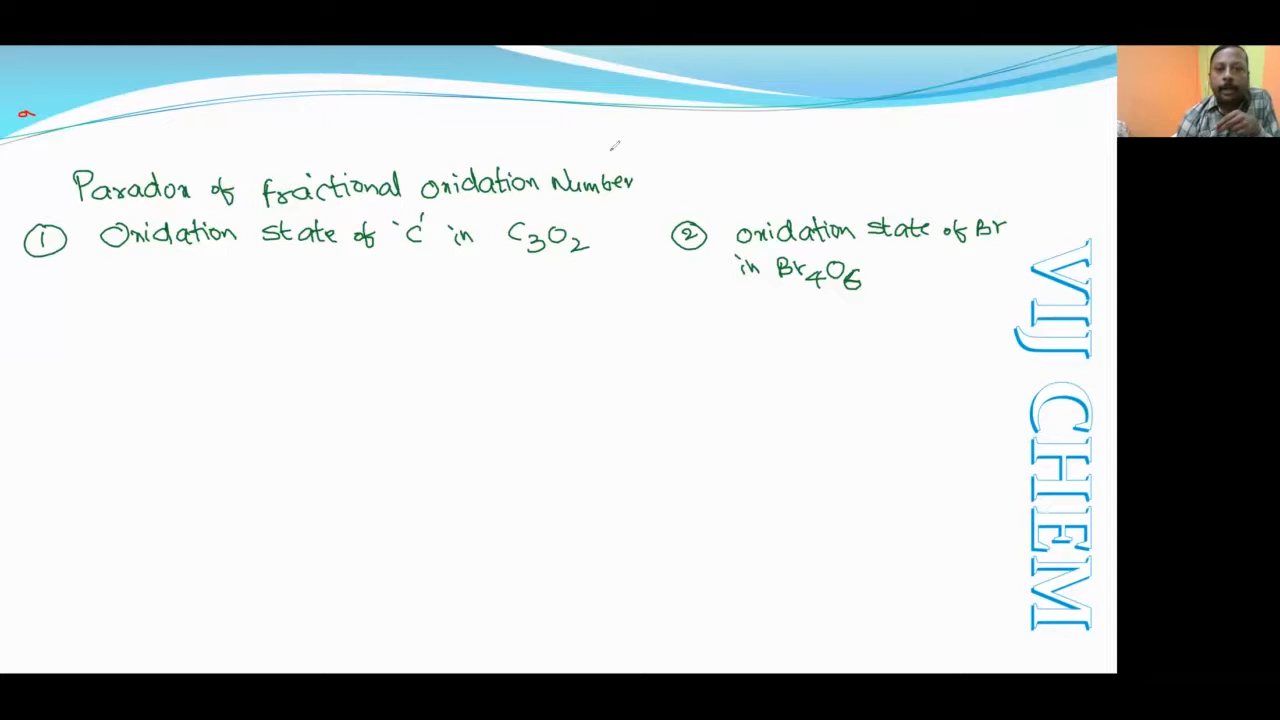 Paradox of fractional oxidation Number
① Oxidation state of 'C' in C₃O₂
② oxidation state of Br
in Br₄O₆
VIJ CHEM